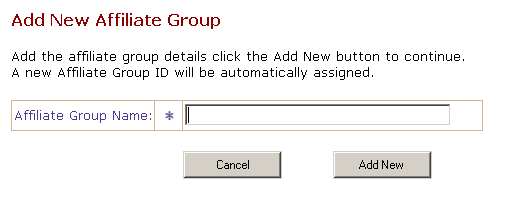 Add New Affiliate Group
Add the affiliate group details click the Add New button to continue.
A new Affiliate Group ID will be automatically assigned.
Affiliate Group Name: *
Cancel Add New